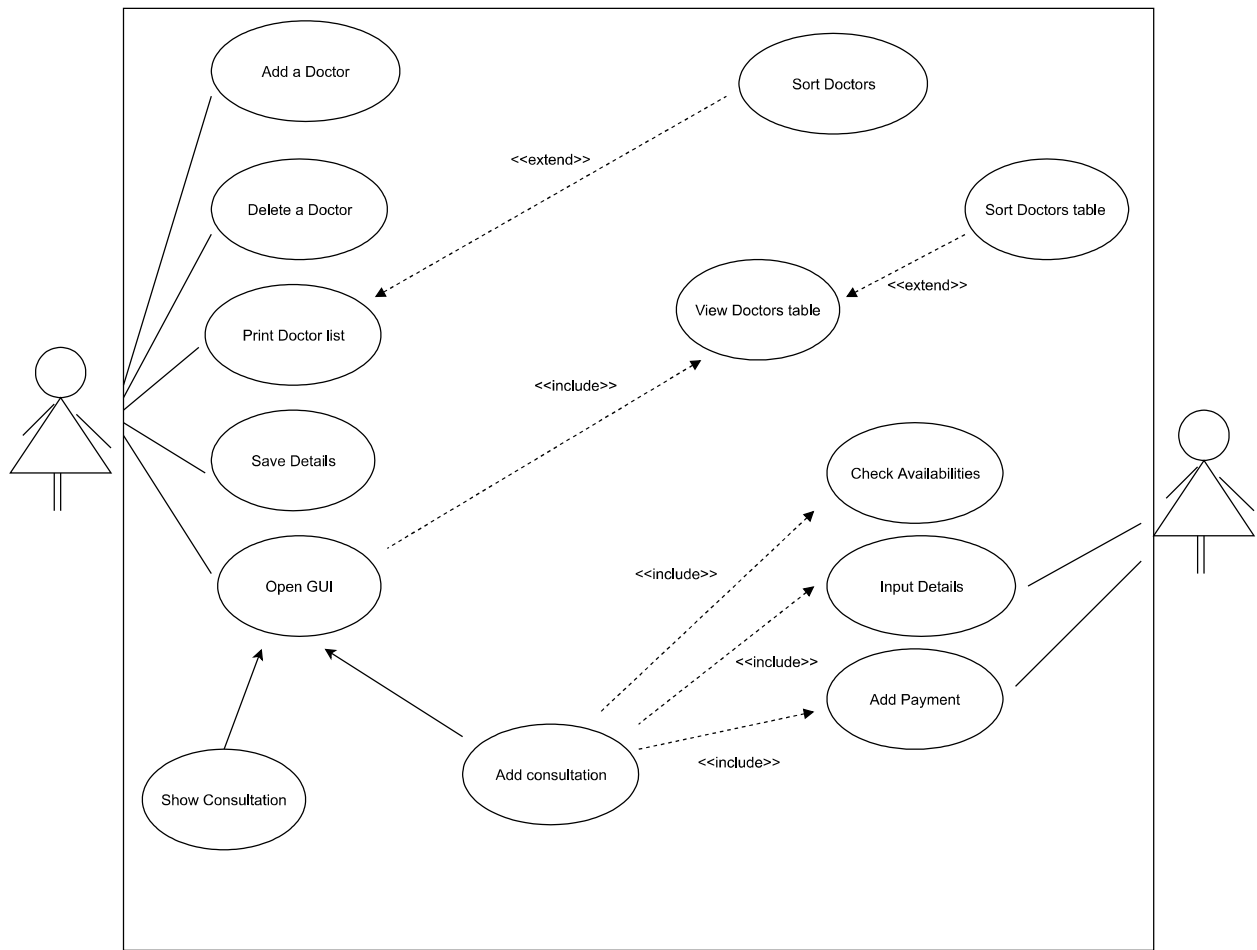 Add a Doctor
Sort Doctors
<<extend>>
Delete a Doctor
Sort Doctors table
<<extend>>
View Doctors table
Print Doctor list
<<include>>
Save Details
Check Availabilities
<<include>>
Open GUI
Input Details
<<include>>
Add Payment
<<include>>
Add consultation
Show Consultation